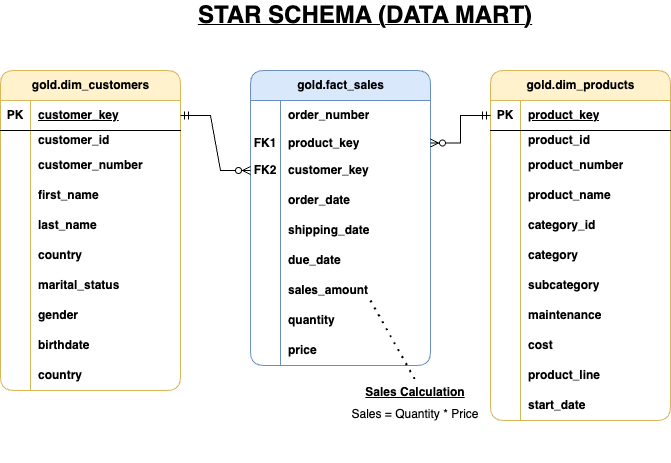 STAR SCHEMA (DATA MART)
gold.dim_customers
PK customer_key
customer_id
customer_number
first_name
last_name
country
marital_status
gender
birthdate
country
gold.fact_sales
order_number
FK1 product_key
FK2 customer_key
order_date
shipping_date
due_date
sales_amount
quantity
price
Sales Calculation
Sales = Quantity * Price
gold.dim_products
PK product_key
product_id
product_number
product_name
category_id
category
subcategory
maintenance
cost
product_line
start_date